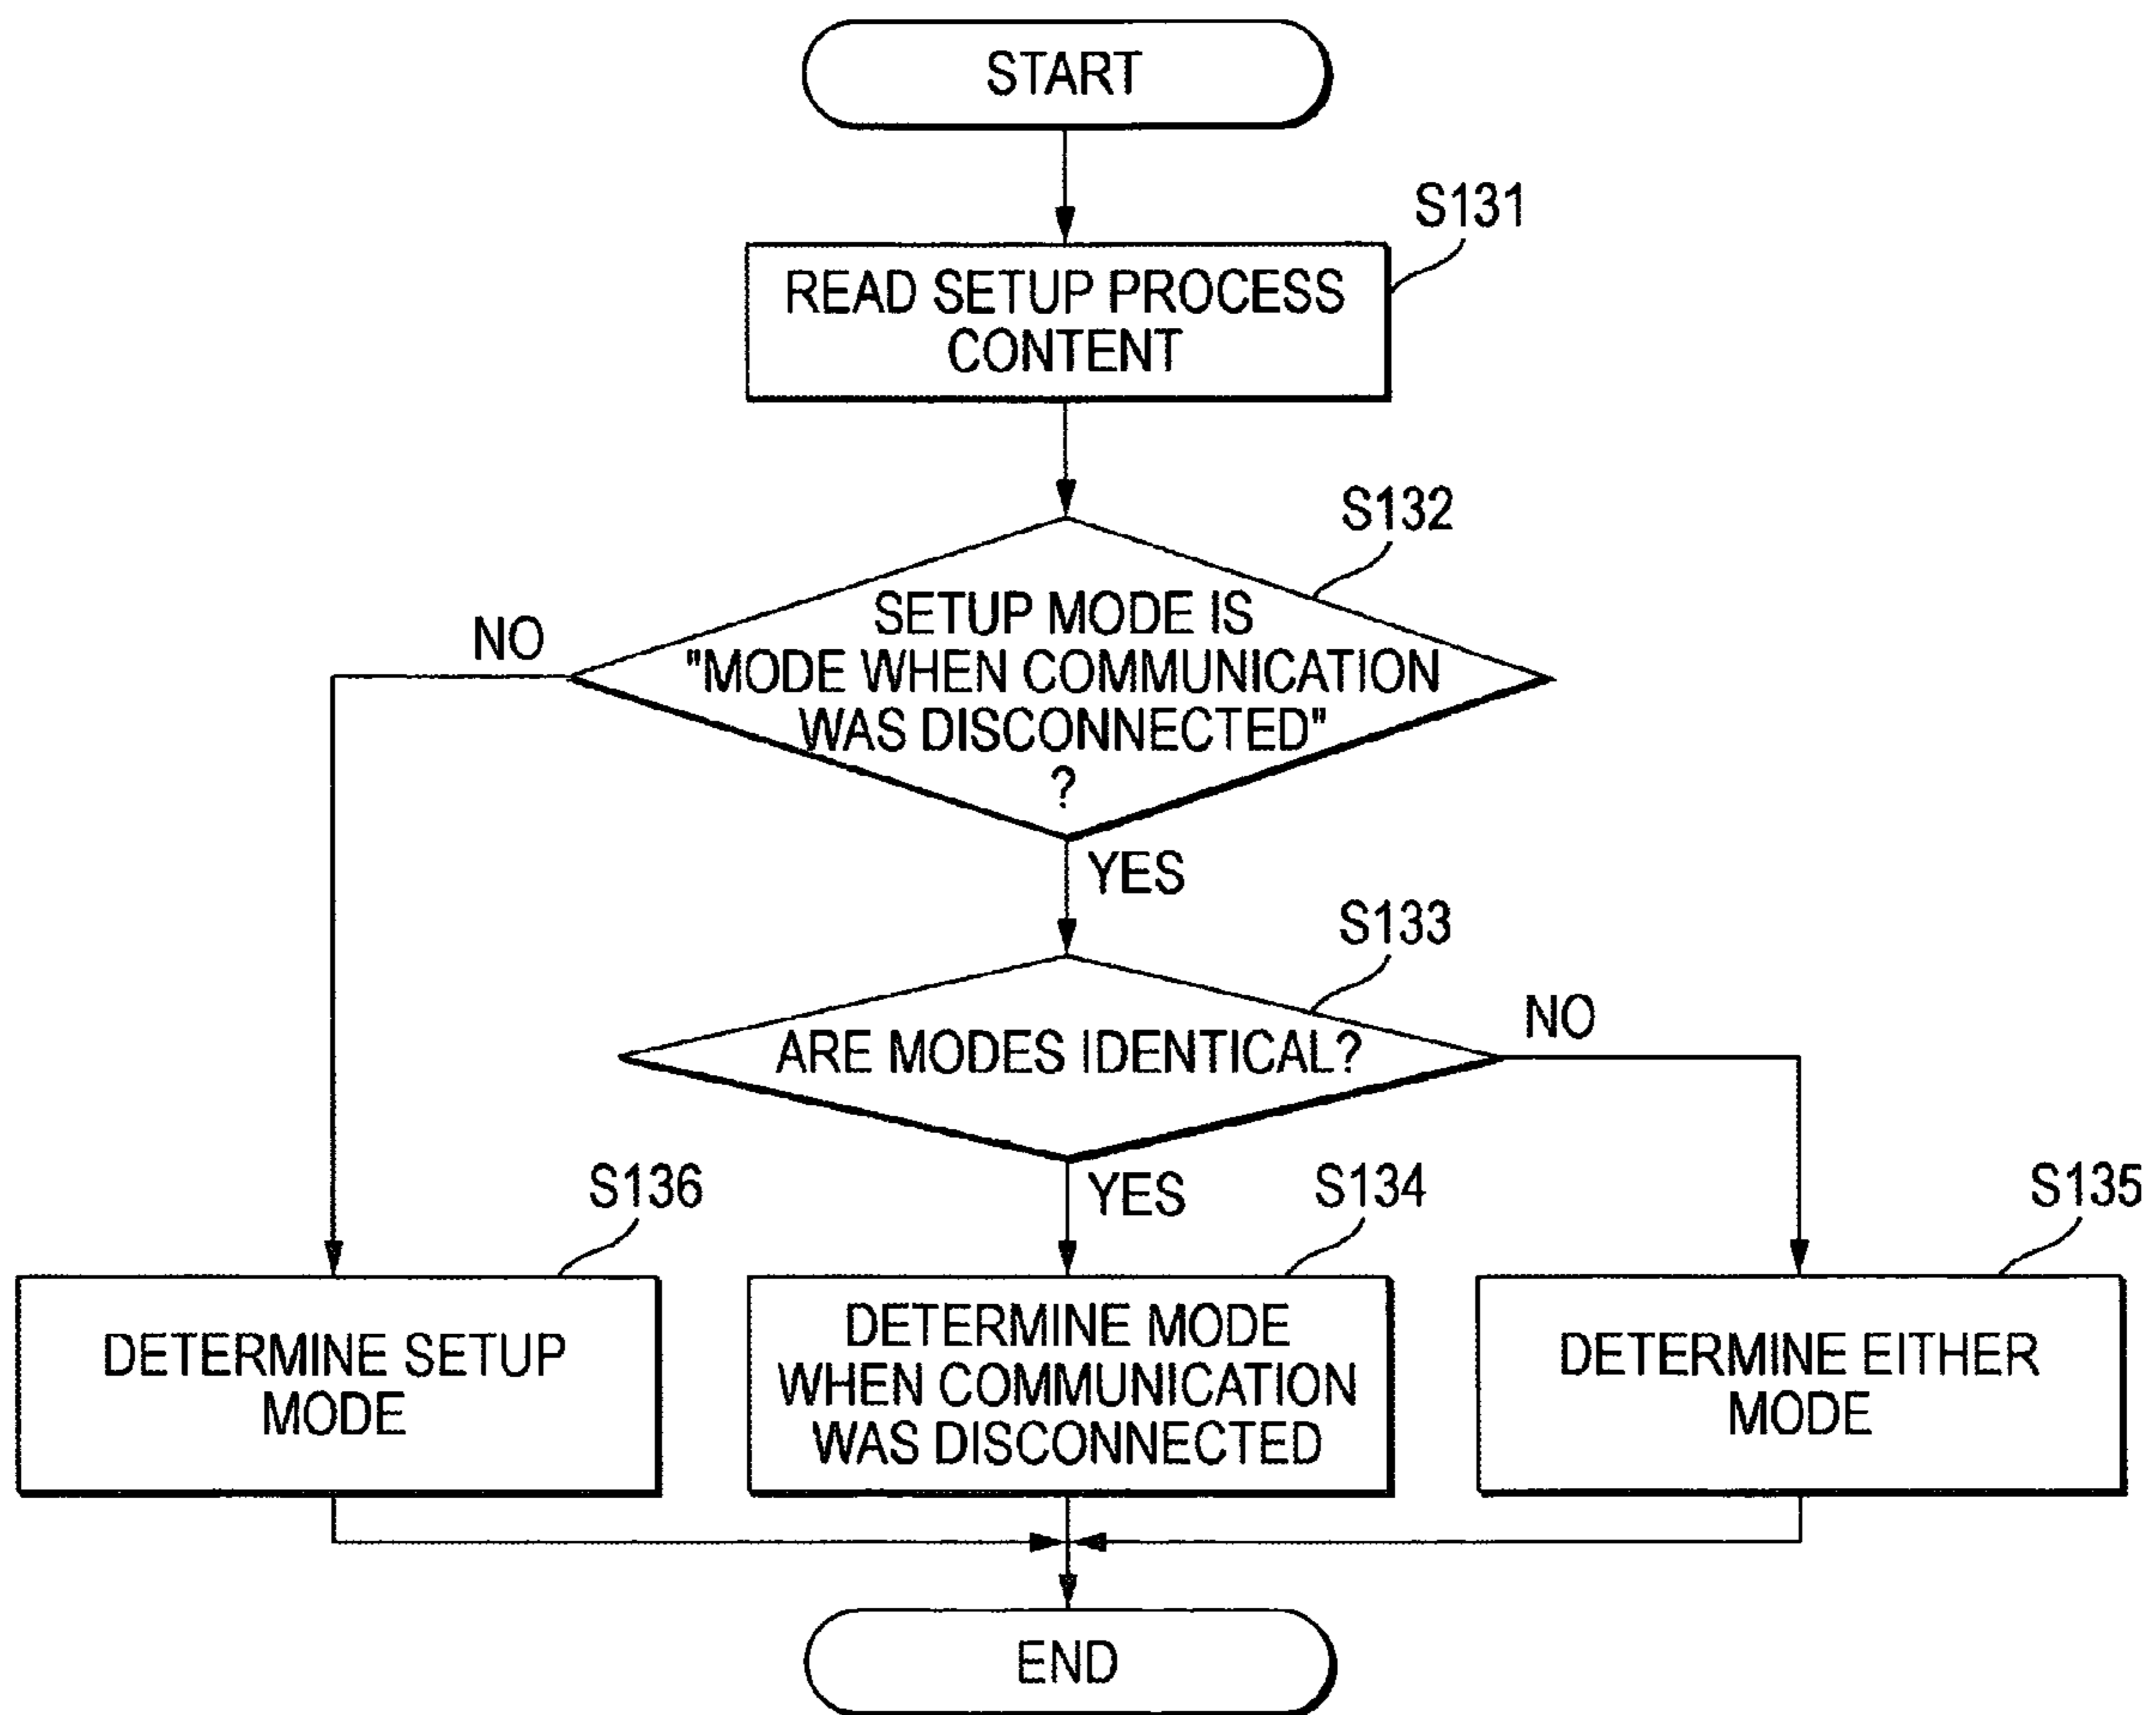 START
S131
READ SETUP PROCESS
CONTENT
S132
SETUP MODE IS
"MODE WHEN COMMUNICATION
WAS DISCONNECTED"
?
NO
YES
S133
ARE MODES IDENTICAL?
NO
YES
S136
DETERMINE SETUP
MODE
S134
DETERMINE MODE
WHEN COMMUNICATION
WAS DISCONNECTED
S135
DETERMINE EITHER
MODE
END